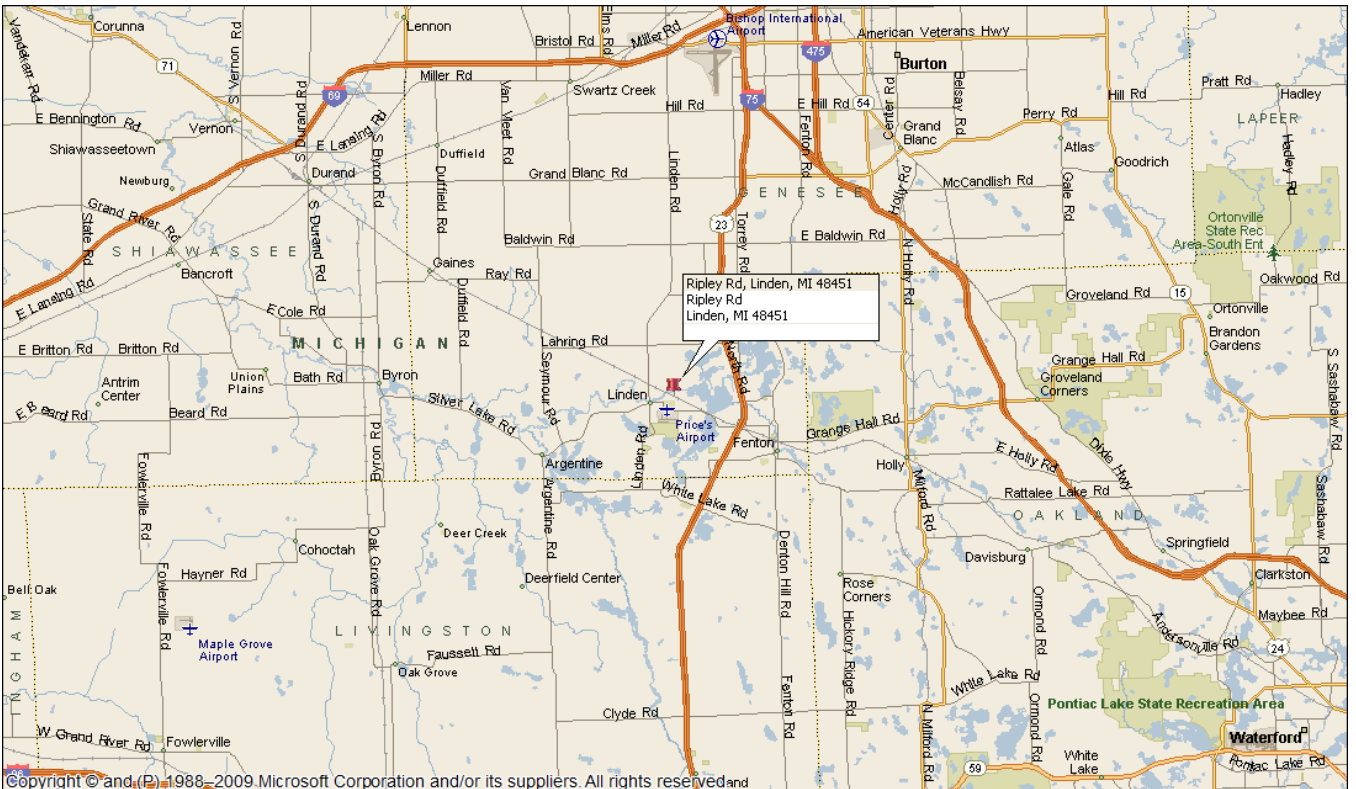 Corunna
Lennon
Elms Rd
Bishop International
Airport
Vandekarr Rd
S Vernon Rd
Bristol Rd
Miller Rd
American Veterans Hwy
475
Burton
71
Miller Rd
Swartz Creek
69
75
Hill Rd
E Hill Rd
54
Center Rd
Belsay Rd
Pratt Rd
Hadley
E Bennington Rd
Vernon
S Durand Rd
E Lansing Rd
S Byron Rd
Van Vleet Rd
E Fenton Rd
Perry Rd
LAPEER
Shiawasseetown
Duffield
Grand
Blanc
Atlas
Goodrich
Hadley Rd
Newburg
Durand
Duffield Rd
Grand Blanc Rd
Linden Rd
GENESEE
Holly Rd
McCandlish Rd
Gale Rd
State Rd
Grand River Rd
S Durand Rd
23
Torrey Rd
Ortonville
State Rec
Area-South Ent
SHIAWASSEE
Baldwin Rd
E Baldwin Rd
N Holly Rd
Bancroft
Gaines
Ray Rd
Oakwood Rd
E Lansing Rd
Duffield Rd
Ripley Rd, Linden, MI 48451
Ripley Rd
Linden, MI 48451
Groveland Rd
15
Ortonville
E Cole Rd
Brandon
Gardens
MICHIGAN
Lahring Rd
North Rd
E Britton Rd
Britton Rd
Seymour Rd
Grange Hall Rd
S Sashabaw Rd
Antrim
Center
Union
Plains
Bath Rd
Byron
Groveland
Corners
Linden
E Beard Rd
Beard Rd
Silver Lake Rd
Price's
Airport
Grange Hall Rd
Byron Rd
Linden Rd
Fenton
E Holly Rd
Dixie Hwy
Fowlerville Rd
Argentine
Holly
White Lake Rd
Milford Rd
Rattalee Lake Rd
Sashabaw Rd
Argentine Rd
OAKLAND
Deer Creek
Cohoctah
Oak Grove Rd
Denton Hill Rd
Davisburg
Springfield
Hayner Rd
Deerfield Center
Rose
Corners
Clarkston
Bell Oak
Fowlerville Rd
Ormond Rd
Maybee Rd
INGHAM
LIVINGSTON
Hickory Ridge Rd
Andersonville Rd
24
Maple Grove
Airport
Faussett Rd
Oak Grove
Fenton Rd
White Lake Rd
Ormond Rd
Pontiac Lake State Recreation Area
Clyde Rd
N Milford Rd
W Grand River Rd
Fowlerville
Waterford
59
White
Lake
Pontiac Lake Rd
96
Copyright © and (P) 1988–2009 Microsoft Corporation and/or its suppliers. All rights reserved.